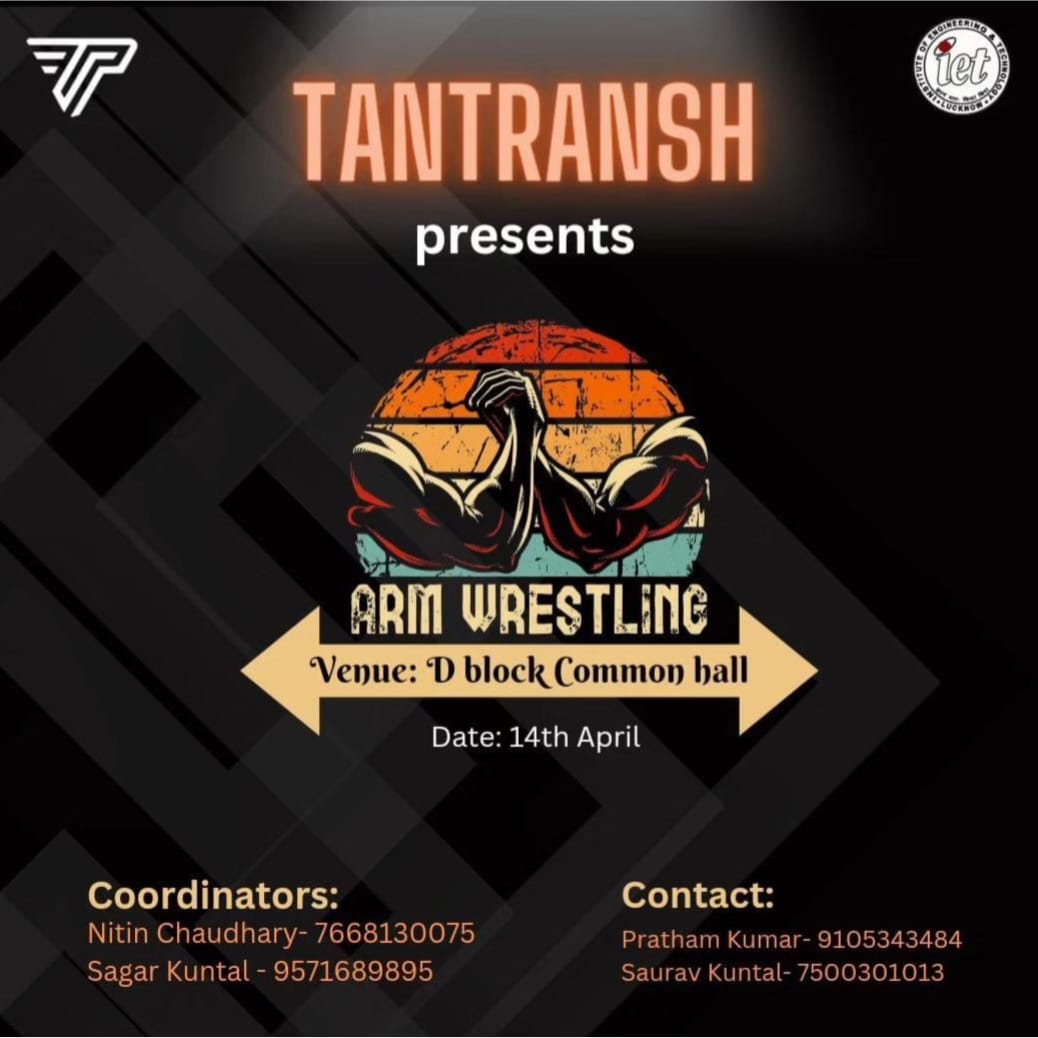 TANTRANSH
presents
INSTITUTE OF ENGINEERING & TECHNOLOGY
iet
LUCKNOW
ARM WRESTLING
Venue: D block Common hall
Date: 14th April
Coordinators:
Nitin Chaudhary- 7668130075
Sagar Kuntal - 9571689895
Contact:
Pratham Kumar- 9105343484
Saurav Kuntal- 7500301013